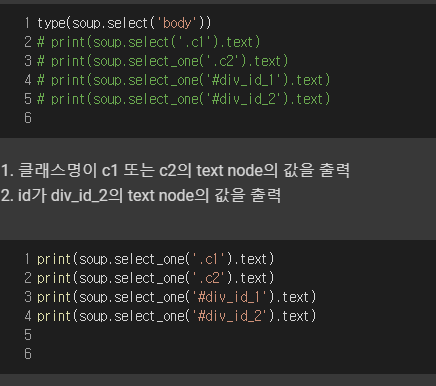 1 type(soup.select('body'))
2 # print(soup.select('.c1').text)
3 # print(soup.select_one('.c2').text)
4 # print(soup.select_one('#div_id_1').text)
5 # print(soup.select_one('#div_id_2').text)
6
1. 클래스명이 c1 또는 c2의 text node의 값을 출력
2. id가 div_id_2의 text node의 값을 출력
1 print(soup.select_one('.c1').text)
2 print(soup.select_one('.c2').text)
3 print(soup.select_one('#div_id_1').text)
4 print(soup.select_one('#div_id_2').text)
5
6